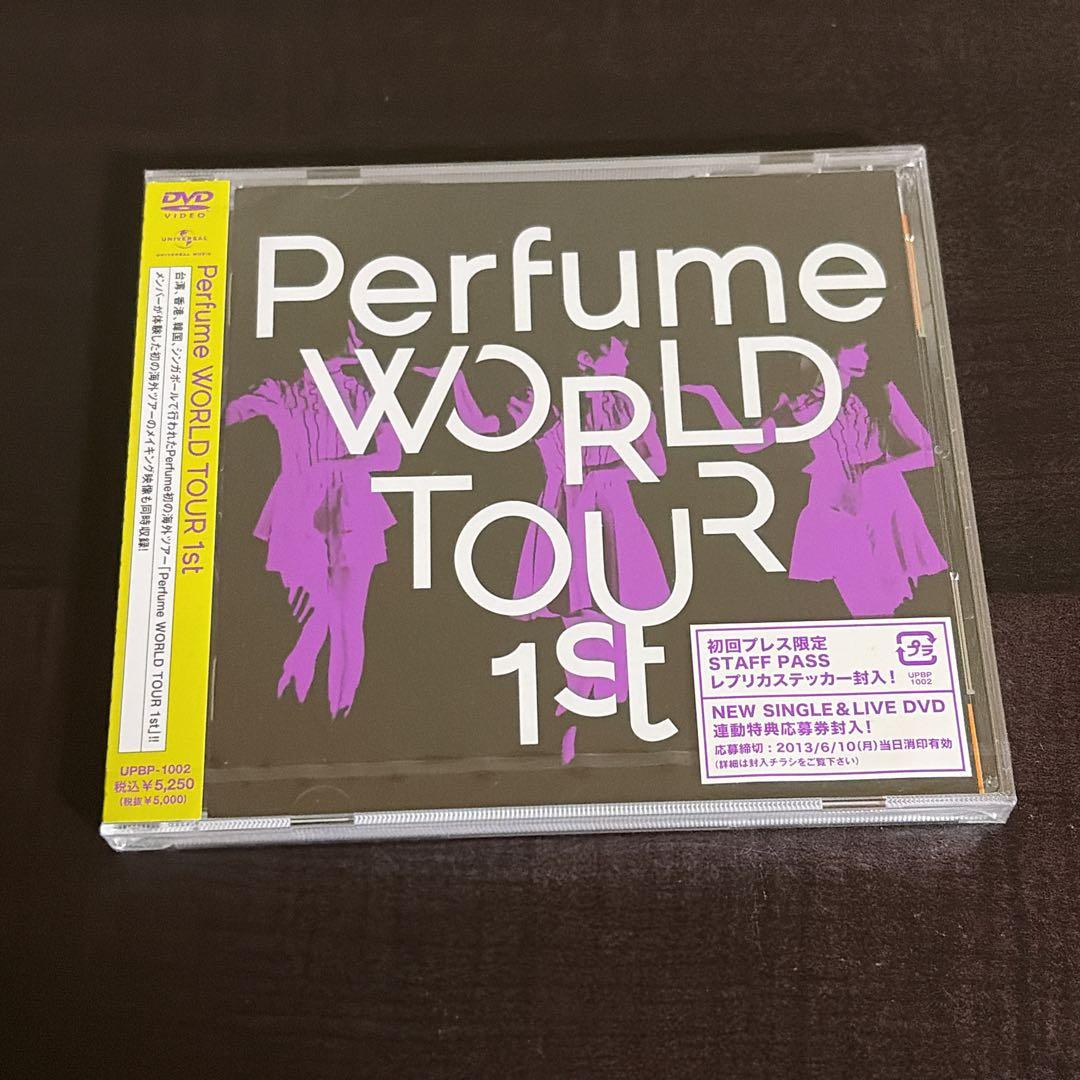 DVD
VIDEO
UNIVERSAL
UNIVERSAL MUSIC
Perfume WORLD TOUR 1st
台湾、香港、韓国、シンガポールで行われたPerfume初の海外ツアー「Perfume WORLD TOUR 1st」!!
メンバーが体験した初の海外ツアーのメイキング映像も同時収録!
UPBP-1002
税込¥5,250
(税抜¥5,000)
Perfume
WORLD
TOUR
1st
初回プレス限定
STAFF PASS
レプリカステッカー封入!
プラ
UPBP
1002
NEW SINGLE&LIVE DVD
連動特典応募券封入!
応募締切:2013/6/10(月)当日消印有効
(詳細は封入チラシをご覧下さい)